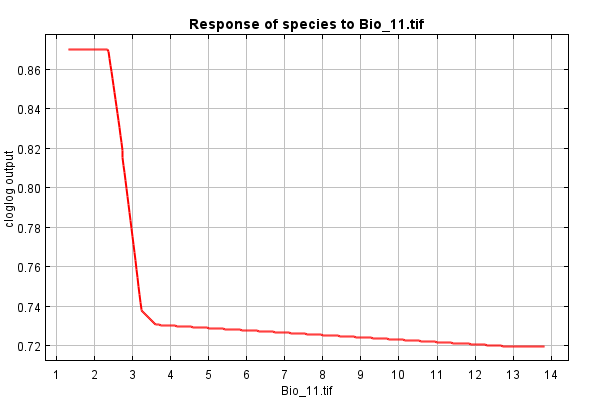 Response of species to Bio_11.tif
cloglog output
0.86
0.84
0.82
0.80
0.78
0.76
0.74
0.72
1 2 3 4 5 6 7 8 9 10 11 12 13 14
Bio_11.tif